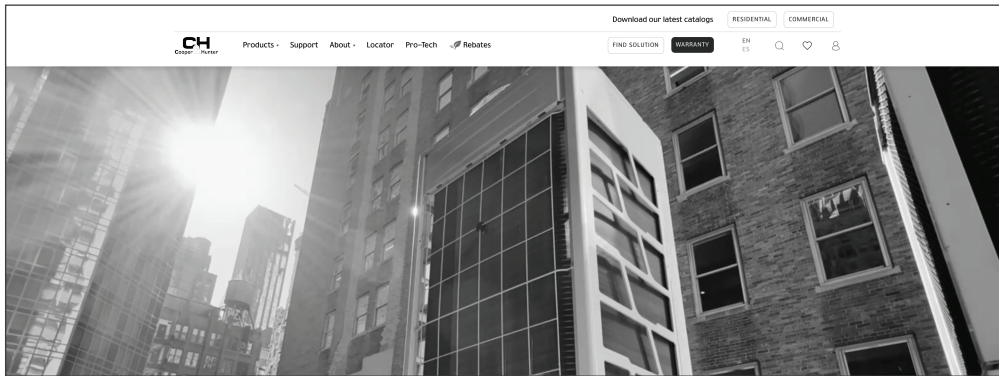 Download our latest catalogs RESIDENTIAL COMMERCIAL
CH
Cooper Hunter
Products Support About Locator Pro-Tech Rebates FIND SOLUTION WARRANTY EN
ES